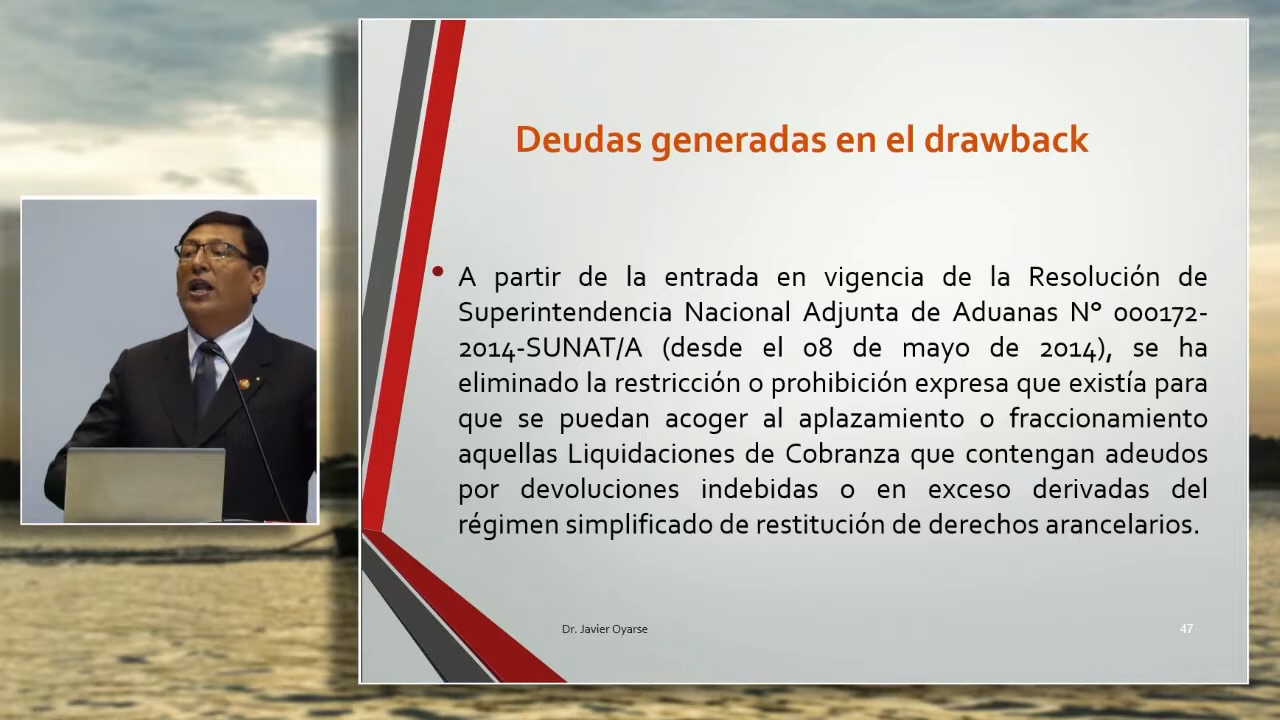 Deudas generadas en el drawback
• A partir de la entrada en vigencia de la Resolución de
Superintendencia Nacional Adjunta de Aduanas N° 000172-
2014-SUNAT/A (desde el 08 de mayo de 2014), se ha
eliminado la restricción o prohibición expresa que existía para
que se puedan acoger al aplazamiento o fraccionamiento
aquellas Liquidaciones de Cobranza que contengan adeudos
por devoluciones indebidas o en exceso derivadas del
régimen simplificado de restitución de derechos arancelarios.
Dr. Javier Oyarse
47